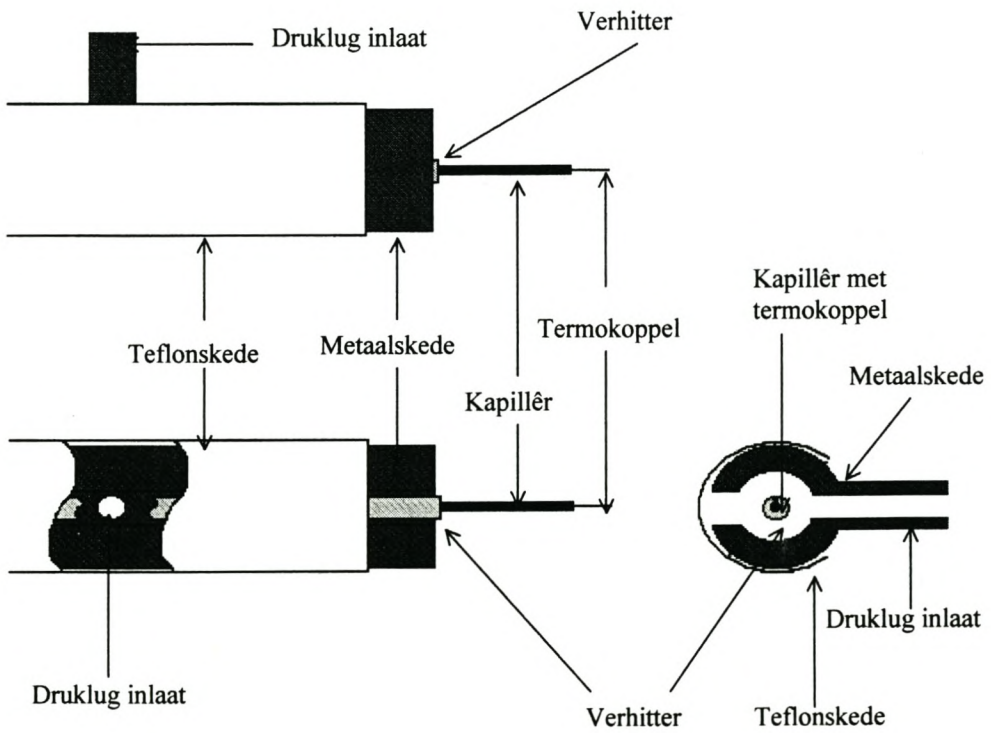 Verhitter
Druklug inlaat
Kapillêr met
termokoppel
Termokoppel
Teflonskede
Metaalskede
Metaalskede
Kapillêr
Druklug inlaat
Druklug inlaat
Verhitter
Teflonskede